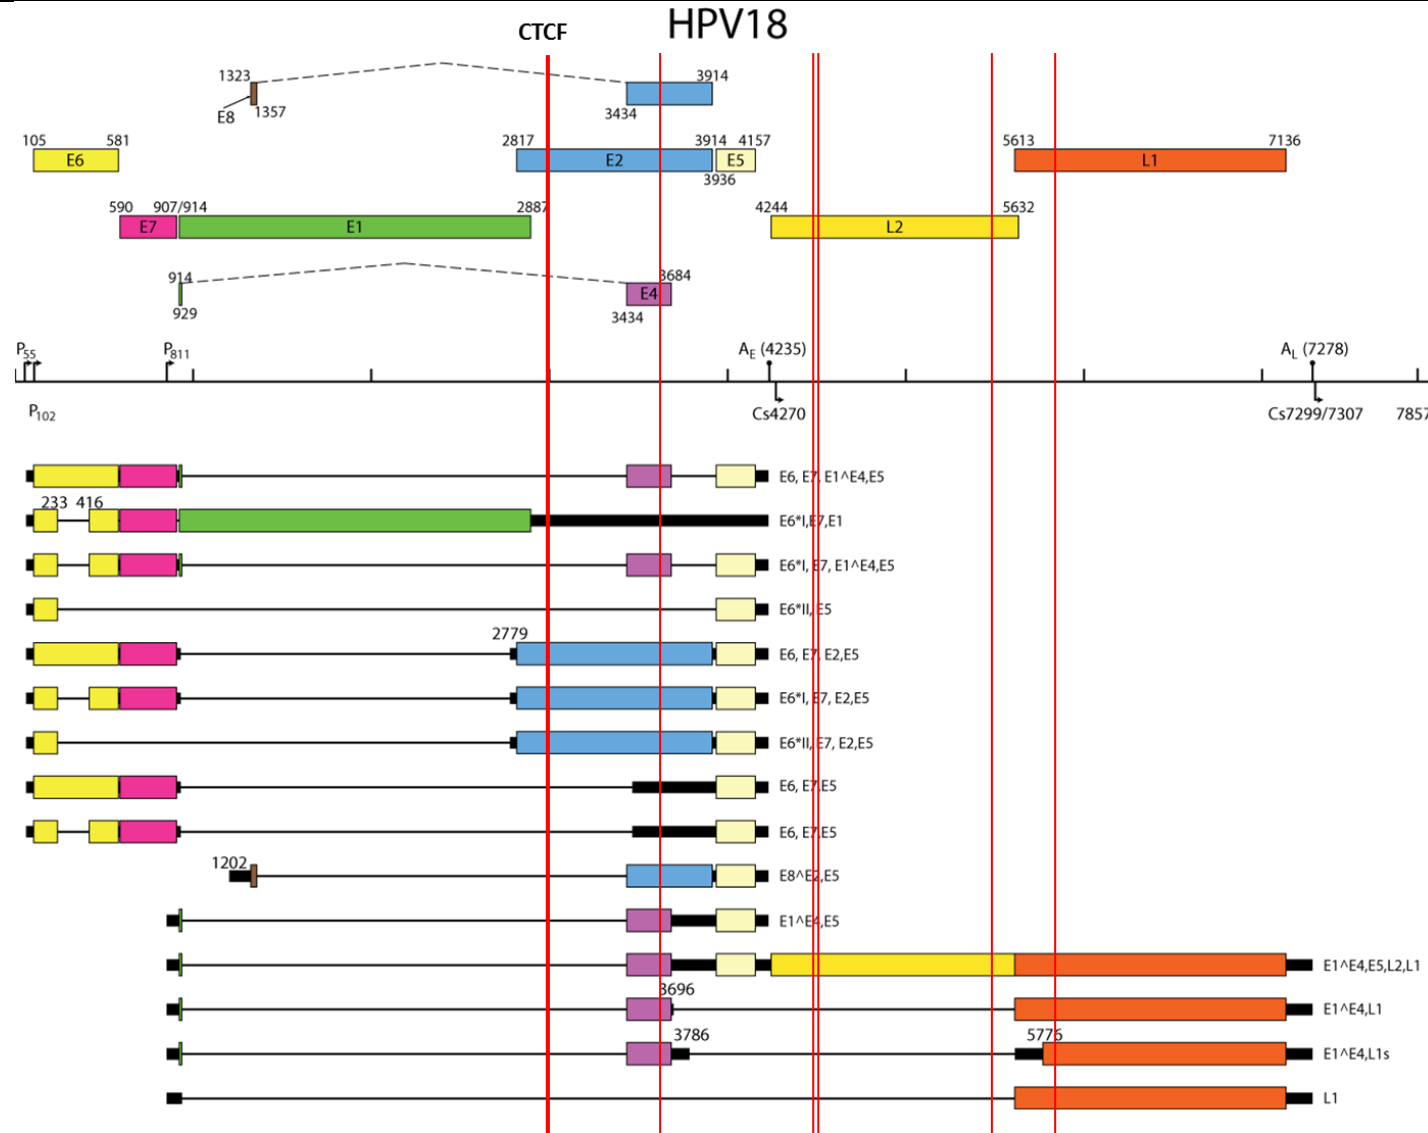 HPV18
CTCF
1323
3914
E8
1357
3434
105
581
2817
3914
4157
5613
7136
E6
E2
E5
L1
3936
590
907/914
2887
4244
5632
E7
E1
L2
914
3684
E4
929
3434
P55
P811
AE (4235)
AL (7278)
P102
Cs4270
Cs7299/7307
7857
E6, E7, E1^E4,E5
233 416
E6*I,E7,E1
E6*I, E7, E1^E4,E5
E6*II,E5
2779
E6, E7, E2,E5
E6*I, E7, E2,E5
E6*II,E7, E2,E5
E6, E7,E5
E6, E7,E5
1202
E8^E2,E5
E1^E4,E5
E1^E4,E5,L2,L1
3696
E1^E4,L1
3786
5776
E1^E4,L1s
L1